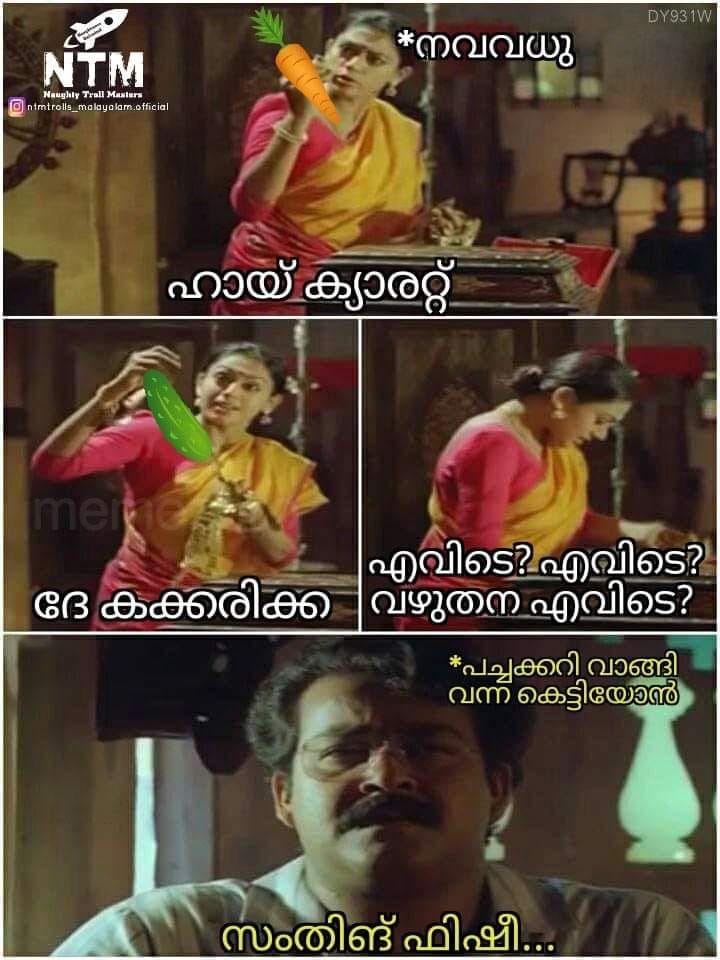 DY931W
*നവവധു
NTM
Naughty Troll Masters
ntmtrolls_malayalam.official
ഹായ് ക്യാരറ്റ്
ദേ കക്കരിക്ക
എവിടെ? എവിടെ?
വഴുതന എവിടെ?
*പച്ചക്കറി വാങ്ങി
വന്ന കെട്ടിയോൻ
സംതിങ് ഫിഷീ...